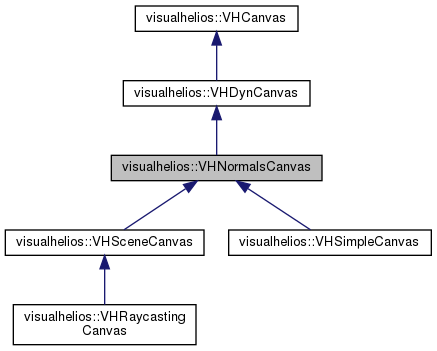 visualhelios::VHCanvas
visualhelios::VHDynCanvas
visualhelios::VHNormalsCanvas
visualhelios::VHSceneCanvas
visualhelios::VHSimpleCanvas
visualhelios::VHRaycasting
Canvas